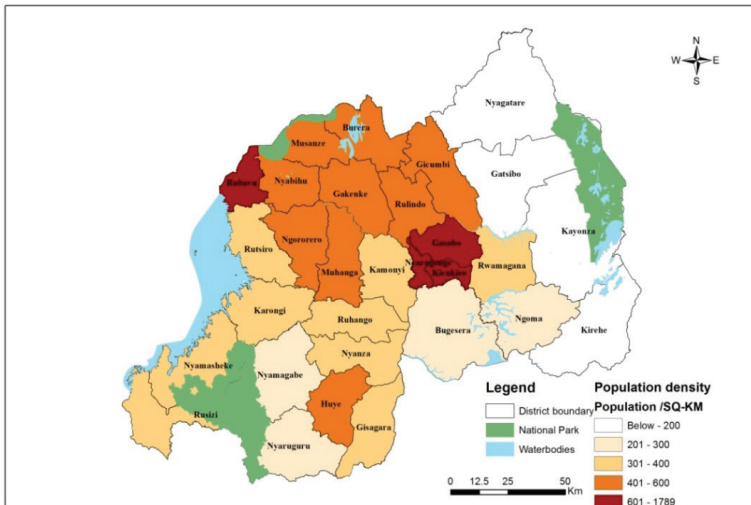 N
W E
S
Nyagatare
Burera
Musanze
Gicumbi
Gatsibo
Rubavu
Nyabihu
Gakenke
Rulindo
Kayonza
Gasabo
Rutsiro
Ngororero
Muhanga
Kamonyi
Nyarugenge
Kicukiro
Rwamagana
Karongi
Ruhango
Bugesera
Ngoma
Kirehe
Nyanza
Nyamasheke
Nyamagabe
Huye
Rusizi
Gisagara
Nyaruguru
Legend
District boundary
National Park
Waterbodies
0 12.5 25 50
Km
Population density
Population /SQ-KM
Below - 200
201 - 300
301 - 400
401 - 600
601 - 1789